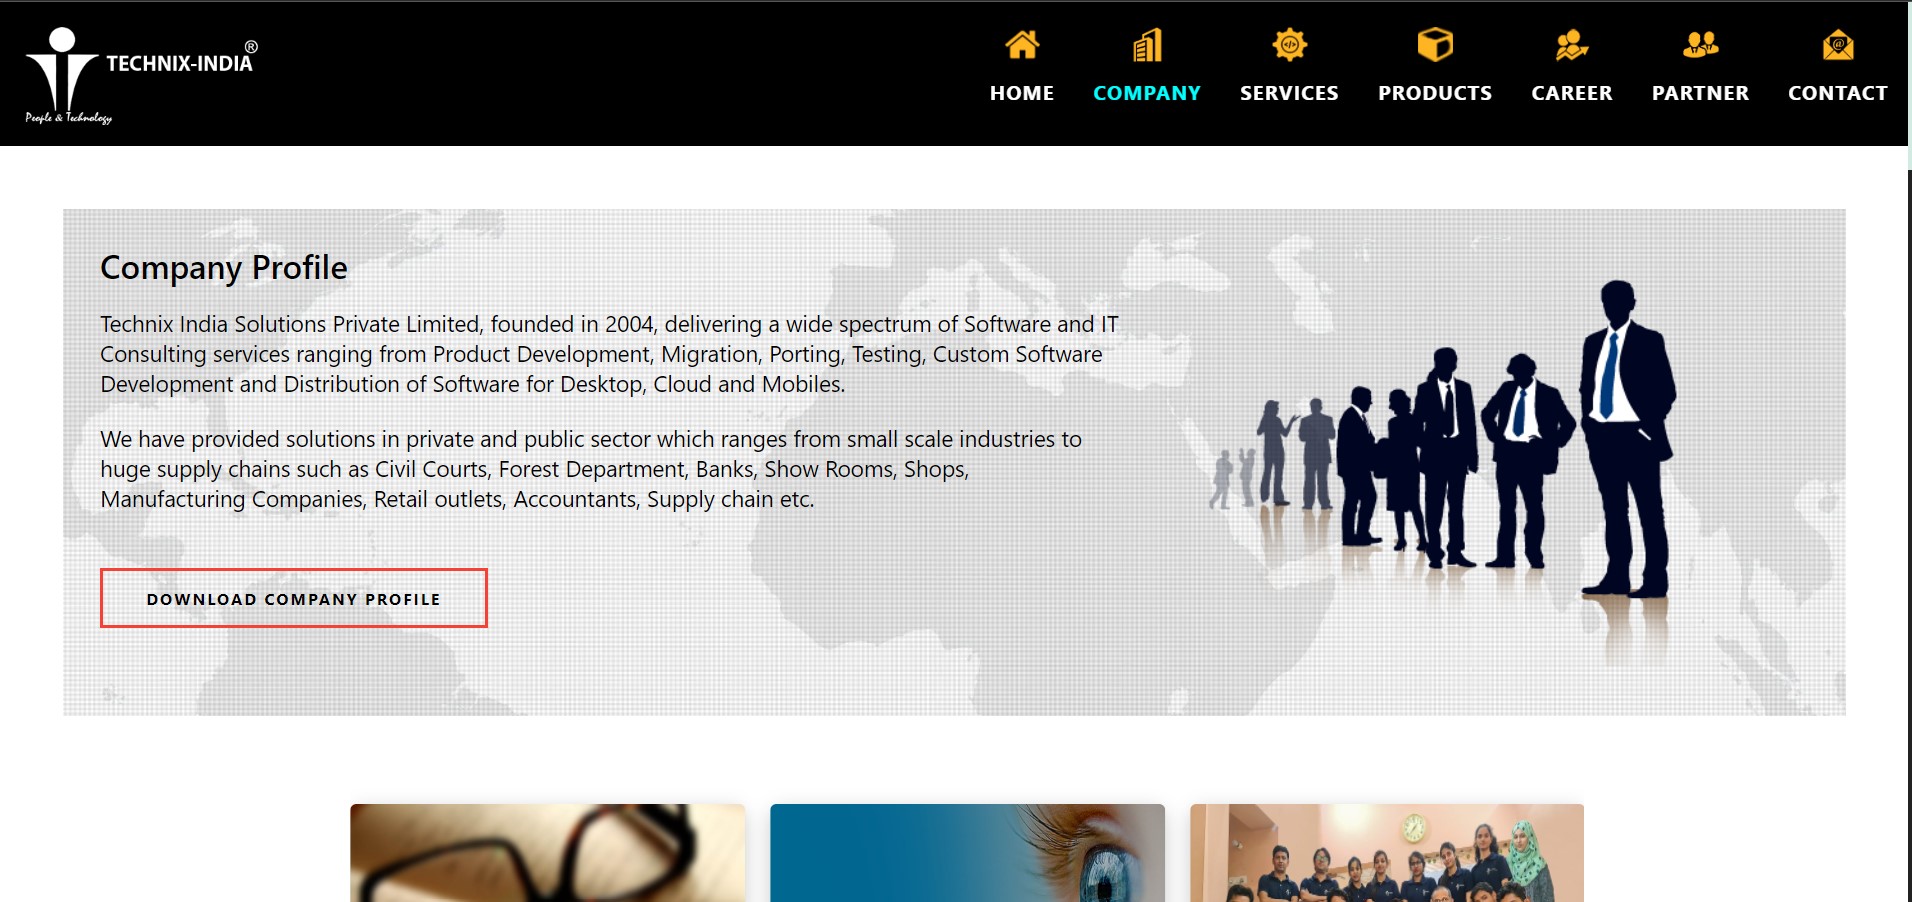 TECHNIX-INDIA®
People & Technology
HOME COMPANY SERVICES PRODUCTS CAREER PARTNER CONTACT
Company Profile
Technix India Solutions Private Limited, founded in 2004, delivering a wide spectrum of Software and IT
Consulting services ranging from Product Development, Migration, Porting, Testing, Custom Software
Development and Distribution of Software for Desktop, Cloud and Mobiles.
We have provided solutions in private and public sector which ranges from small scale industries to
huge supply chains such as Civil Courts, Forest Department, Banks, Show Rooms, Shops,
Manufacturing Companies, Retail outlets, Accountants, Supply chain etc.
DOWNLOAD COMPANY PROFILE